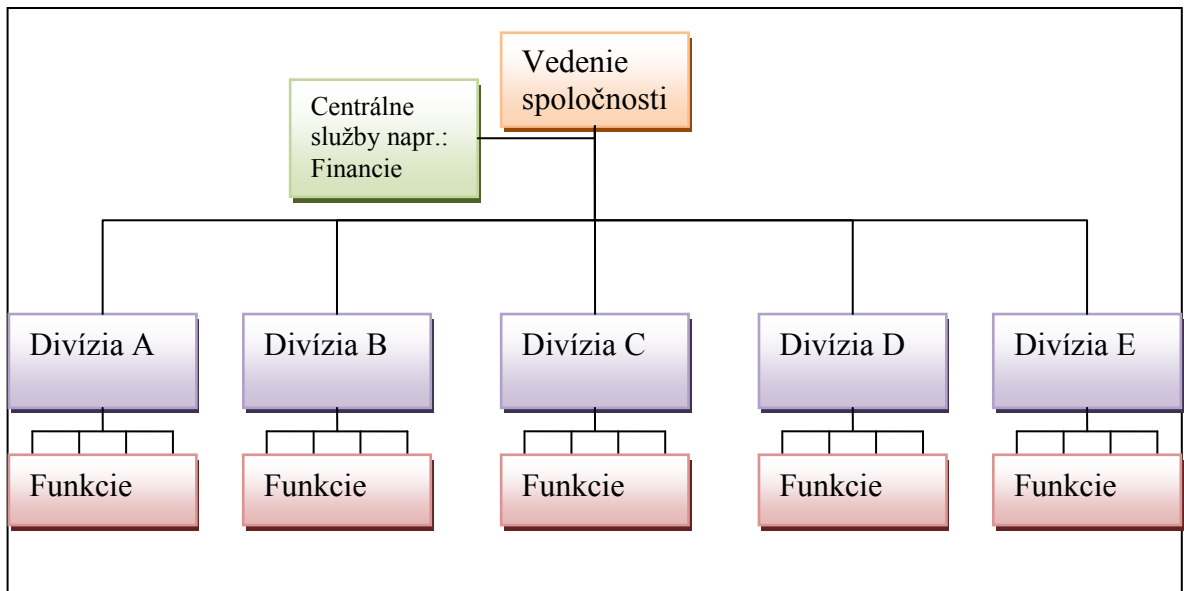 Vedenie
spoločnosti
Centrálne
služby napr.:
Financie
Divízia A
Divízia B
Divízia C
Divízia D
Divízia E
Funkcie
Funkcie
Funkcie
Funkcie
Funkcie